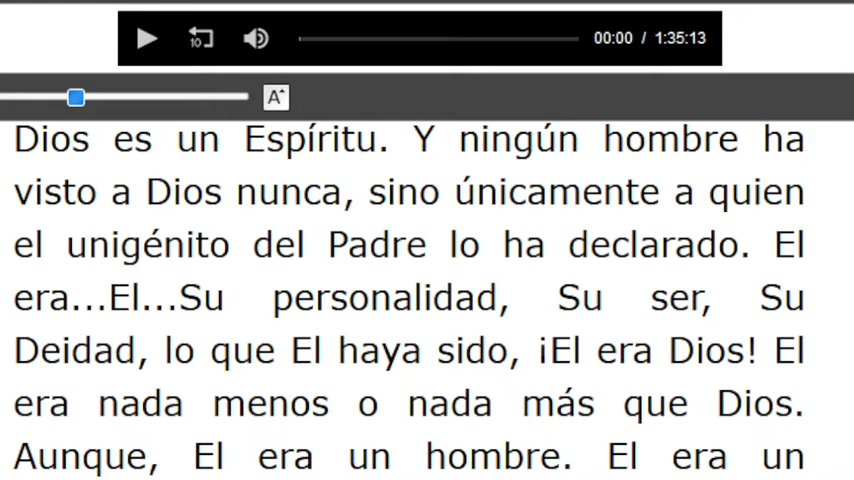 10
00:00 / 1:35:13
A+
Dios es un Espíritu. Y ningún hombre ha
visto a Dios nunca, sino únicamente a quien
el unigénito del Padre lo ha declarado. El
era...El...Su personalidad, Su ser, Su
Deidad, lo que El haya sido, ¡El era Dios! El
era nada menos o nada más que Dios.
Aunque, El era un hombre. El era un